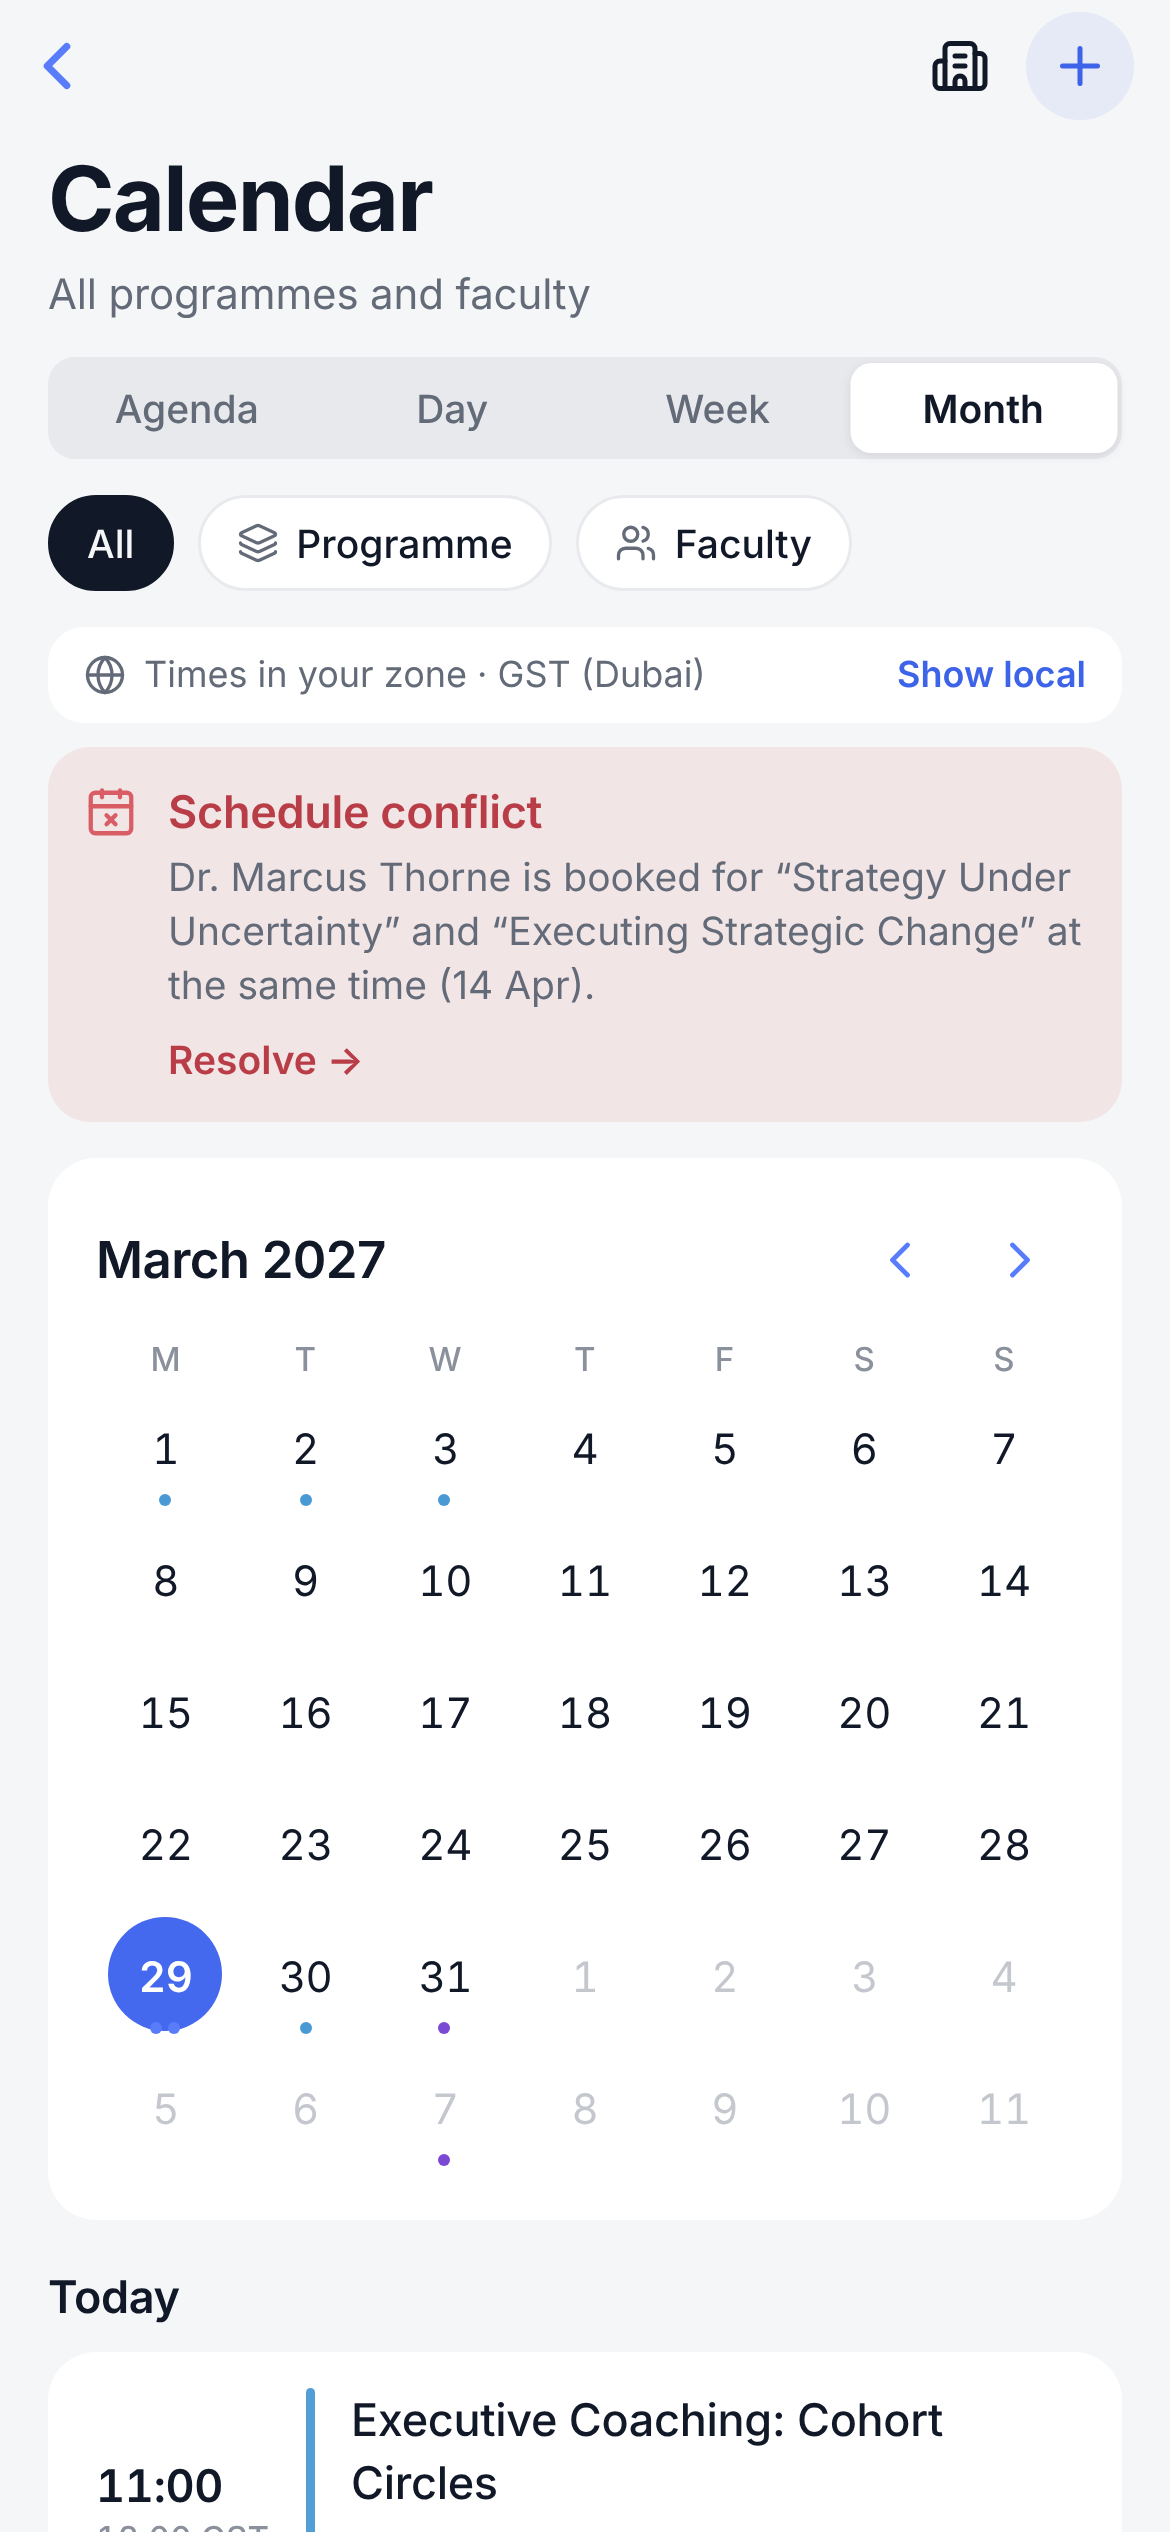 Calendar
All programmes and faculty
Agenda Day Week Month
All Programme Faculty
Times in your zone · GST (Dubai) Show local
Schedule conflict
Dr. Marcus Thorne is booked for “Strategy Under
Uncertainty” and “Executing Strategic Change” at
the same time (14 Apr).
Resolve →
March 2027
M T W T F S S
1 2 3 4 5 6 7
8 9 10 11 12 13 14
15 16 17 18 19 20 21
22 23 24 25 26 27 28
29 30 31 1 2 3 4
5 6 7 8 9 10 11
Today
Executive Coaching: Cohort
Circles
11:00